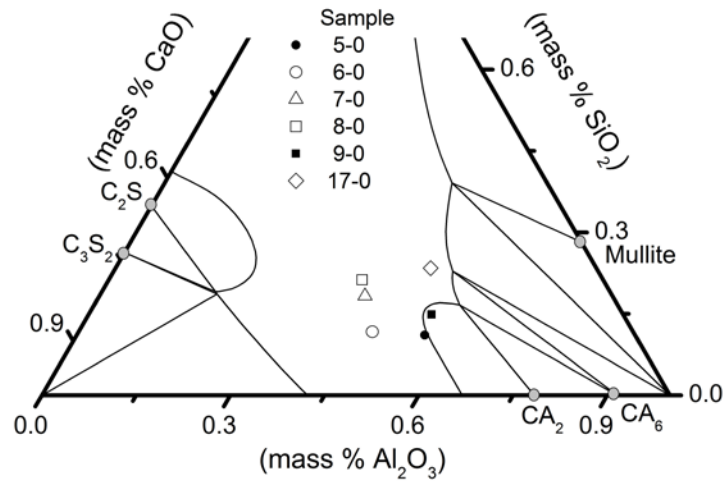 Sample
5-0
6-0
7-0
8-0
9-0
17-0
(mass % CaO)
(mass % SiO₂)
0.6
0.6
C₂S
C₃S₂
0.3
Mullite
0.9
0.0
CA₂
CA₆
0.0
0.3
0.6
0.9
(mass % Al₂O₃)